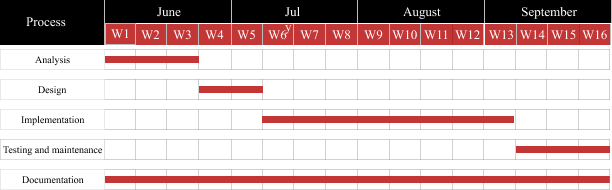 Process June July August September
W1 W2 W3 W4 W5 W6 W7 W8 W9 W10 W11 W12 W13 W14 W15 W16
Analysis
Design
Implementation
Testing and maintenance
Documentation